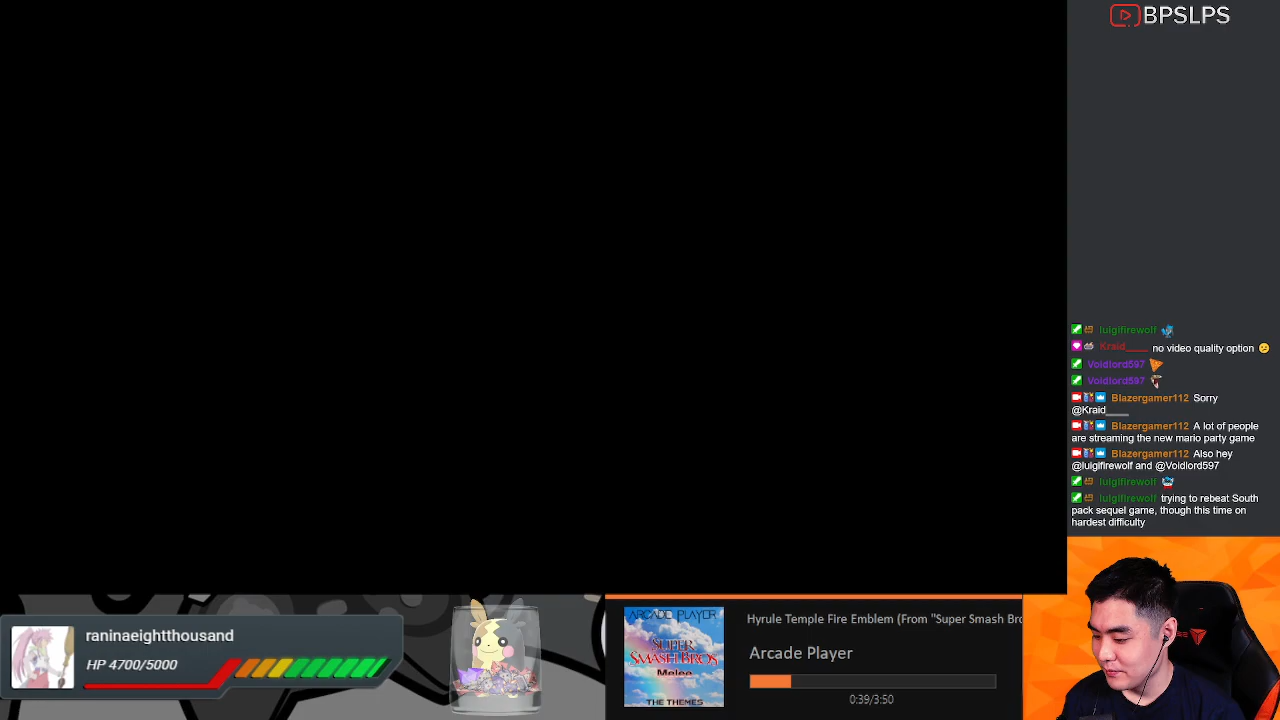 BPSLPS
luigifirewolf
Kraid____ no video quality option
Voidlord597
Voidlord597
Blazergamer112 Sorry
@Kraid____
Blazergamer112 A lot of people
are streaming the new mario party game
Blazergamer112 Also hey
@luigifirewolf and @Voidlord597
luigifirewolf
luigifirewolf trying to rebeat South
pack sequel game, though this time on
hardest difficulty
raninaeightthousand
HP 4700/5000
ARCADE PLAYER
SUPER
SMASH BROS
Melee
THE THEMES
Hyrule Temple Fire Emblem (From "Super Smash Bro
Arcade Player
0:39/3:50